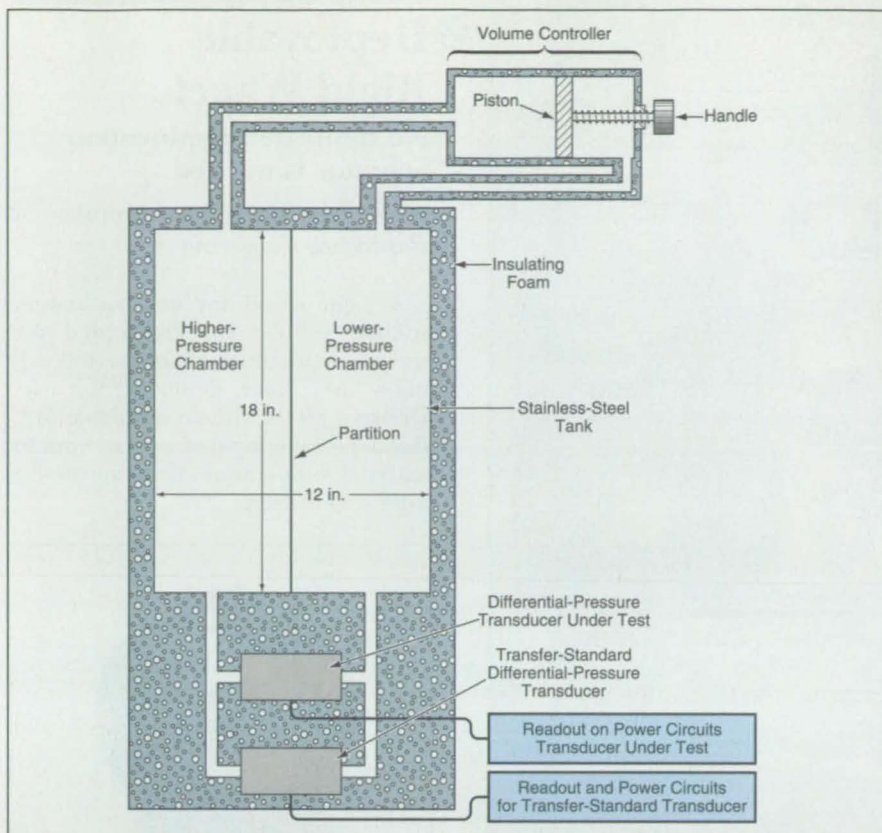 Volume Controller
Piston
Handle
Insulating
Foam
Higher-
Pressure
Chamber
Lower-
Pressure
Chamber
18 in.
Stainless-Steel
Tank
Partition
12 in.
Differential-Pressure
Transducer Under Test
Transfer-Standard
Differential-Pressure
Transducer
Readout on Power Circuits
Transducer Under Test
Readout and Power Circuits
for Transfer-Standard Transducer